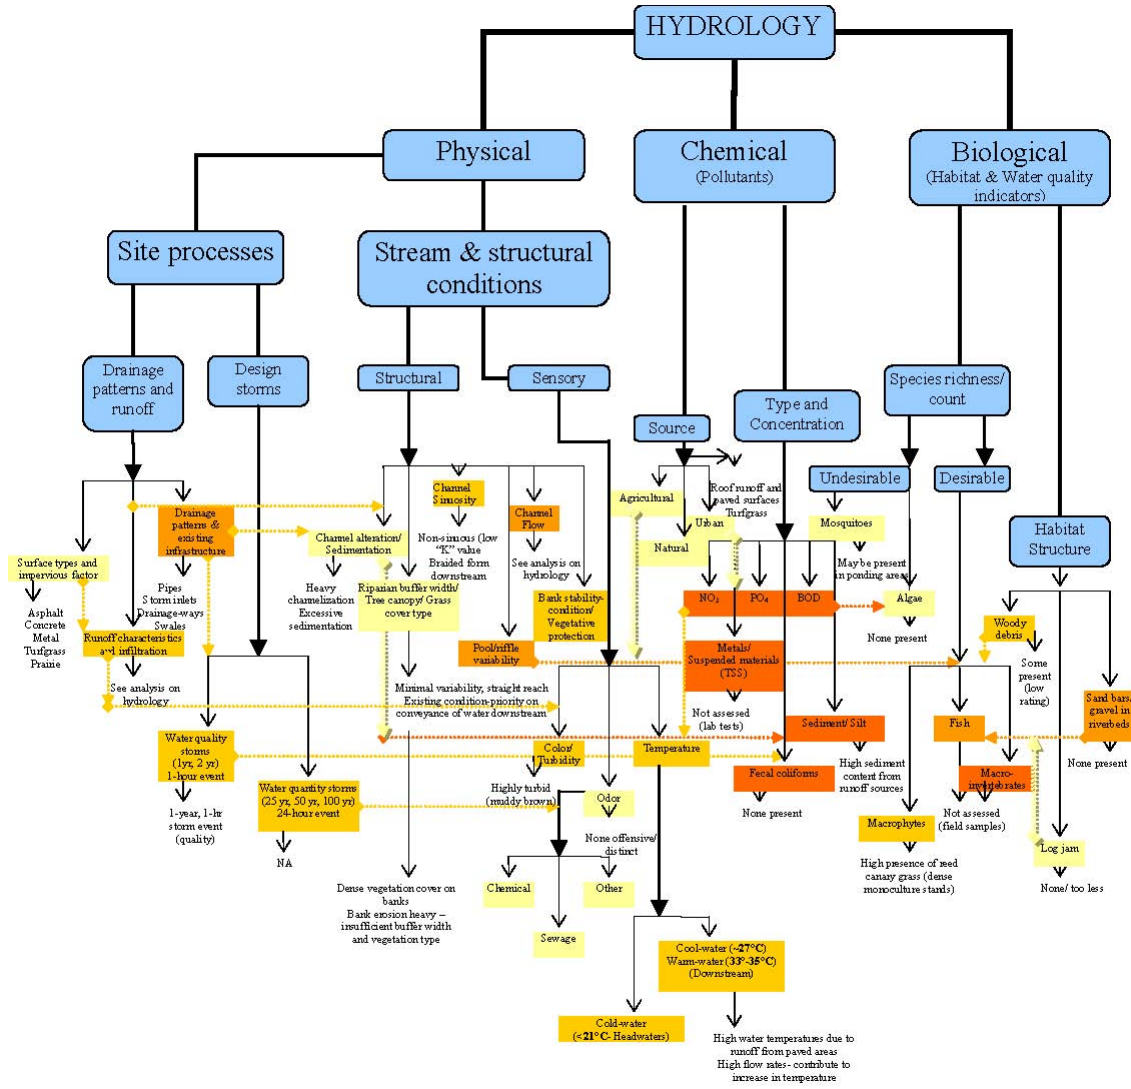 HYDROLOGY
Physical
Chemical
(Pollutants)
Biological
(Habitat & Water quality
indicators)
Site processes
Stream & structural
conditions
Drainage
patterns and
runoff
Design
storms
Structural
Sensory
Source
Type and
Concentration
Species richness/
count
Undesirable
Desirable
Habitat
Structure
Surface types and
impervious factor
Asphalt
Concrete
Metal
Turfgrass
Prairie
Drainage
patterns &
existing
infrastructure
Pipes
Storm inlets
Drainage-ways
Swales
Runoff characteristics
and infiltration
See analysis on
hydrology
Water quality
storms
(1yr, 2 yr)
1-hour event
1-year, 1-hr
storm event
(quality)
Water quantity storms
(25 yr, 50 yr, 100 yr)
24-hour event
NA
Channel alteration/
Sedimentation
Heavy
channelization
Excessive
sedimentation
Channel
Sinuosity
Non-sinuous (low
"K" value
Braided form
downstream
Riparian buffer width/
Tree canopy/ Grass
cover type
Dense vegetation cover on
banks
Bank erosion heavy –
insufficient buffer width
and vegetation type
Channel
Flow
See analysis on
hydrology
Pool/riffle
variability
Minimal variability, straight reach
Existing condition-priority on
conveyance of water downstream
Bank stability-
condition/
Vegetative
protection
Color/
Turbidity
Highly turbid
(muddy brown)
Odor
None offensive/
distinct
Chemical
Sewage
Other
Temperature
Cool-water (~27°C)
Warm-water (33°-35°C)
(Downstream)
Cold-water
(<21°C- Headwaters)
High water temperatures due to
runoff from paved areas
High flow rates- contribute to
increase in temperature
Agricultural
Natural
Urban
Roof runoff and
paved surfaces
Turfgrass
NO₃
PO₄
BOD
Metals/
Suspended materials
(TSS)
Not assessed
(lab tests)
Sediment/ Silt
High sediment
content from
runoff sources
Fecal coliforms
None present
Mosquitoes
May be present
in ponding areas
Algae
None present
Fish
Macro-
invertebrates
Not assessed
(field samples)
Macrophytes
High presence of reed
canary grass (dense
monoculture stands)
Woody
debris
Some
present (low
rating)
Sand bars/
gravel in
riverbeds
None present
Log jam
None/ too less